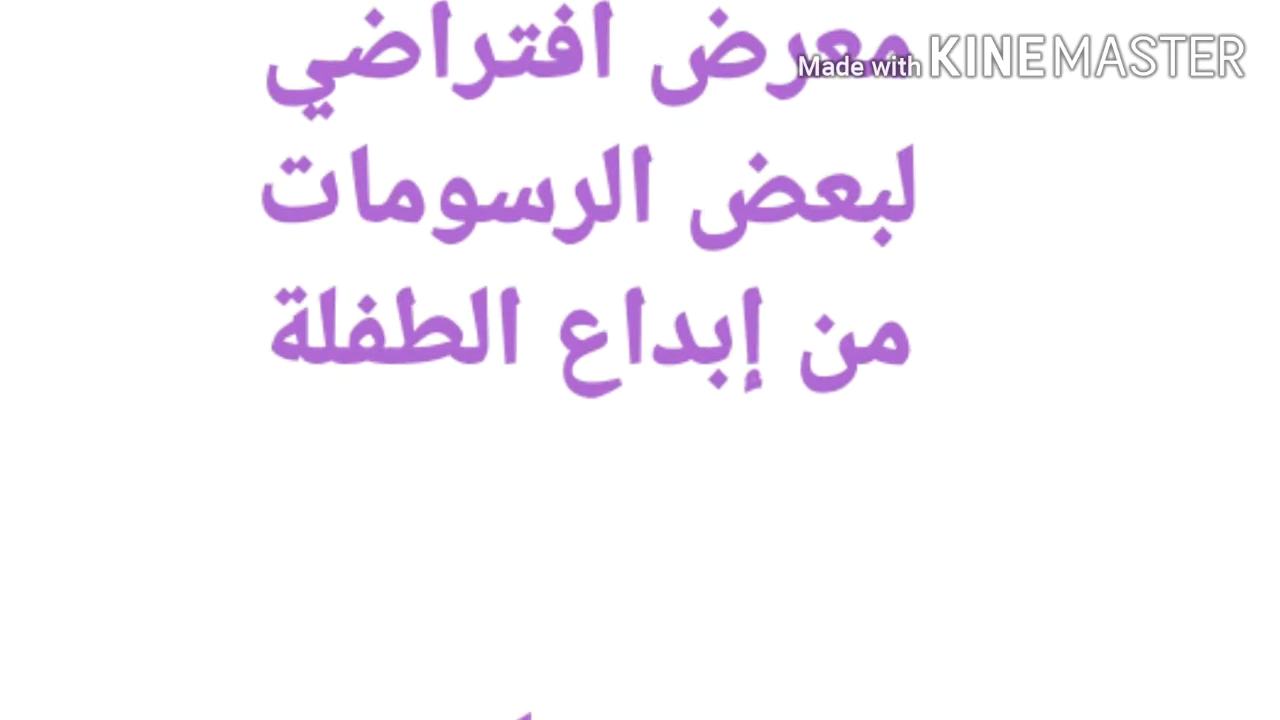 معرض افتراضي
Made with KINEMASTER
لبعض الرسومات
من إبداع الطفلة